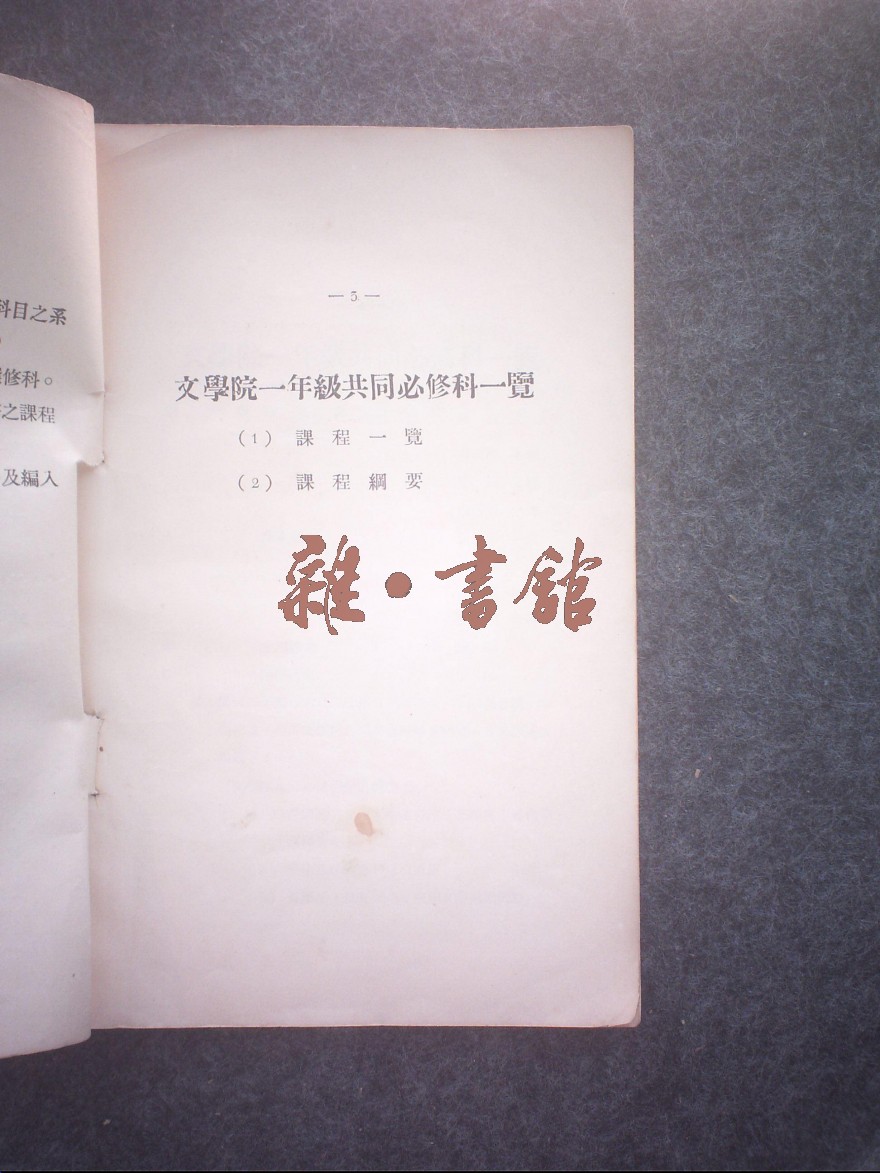 科目之系
修科。
之課程
及編入
— 5 —
文學院一年級共同必修科一覽
(1) 課程一覽
(2) 課程綱要
雜•書館